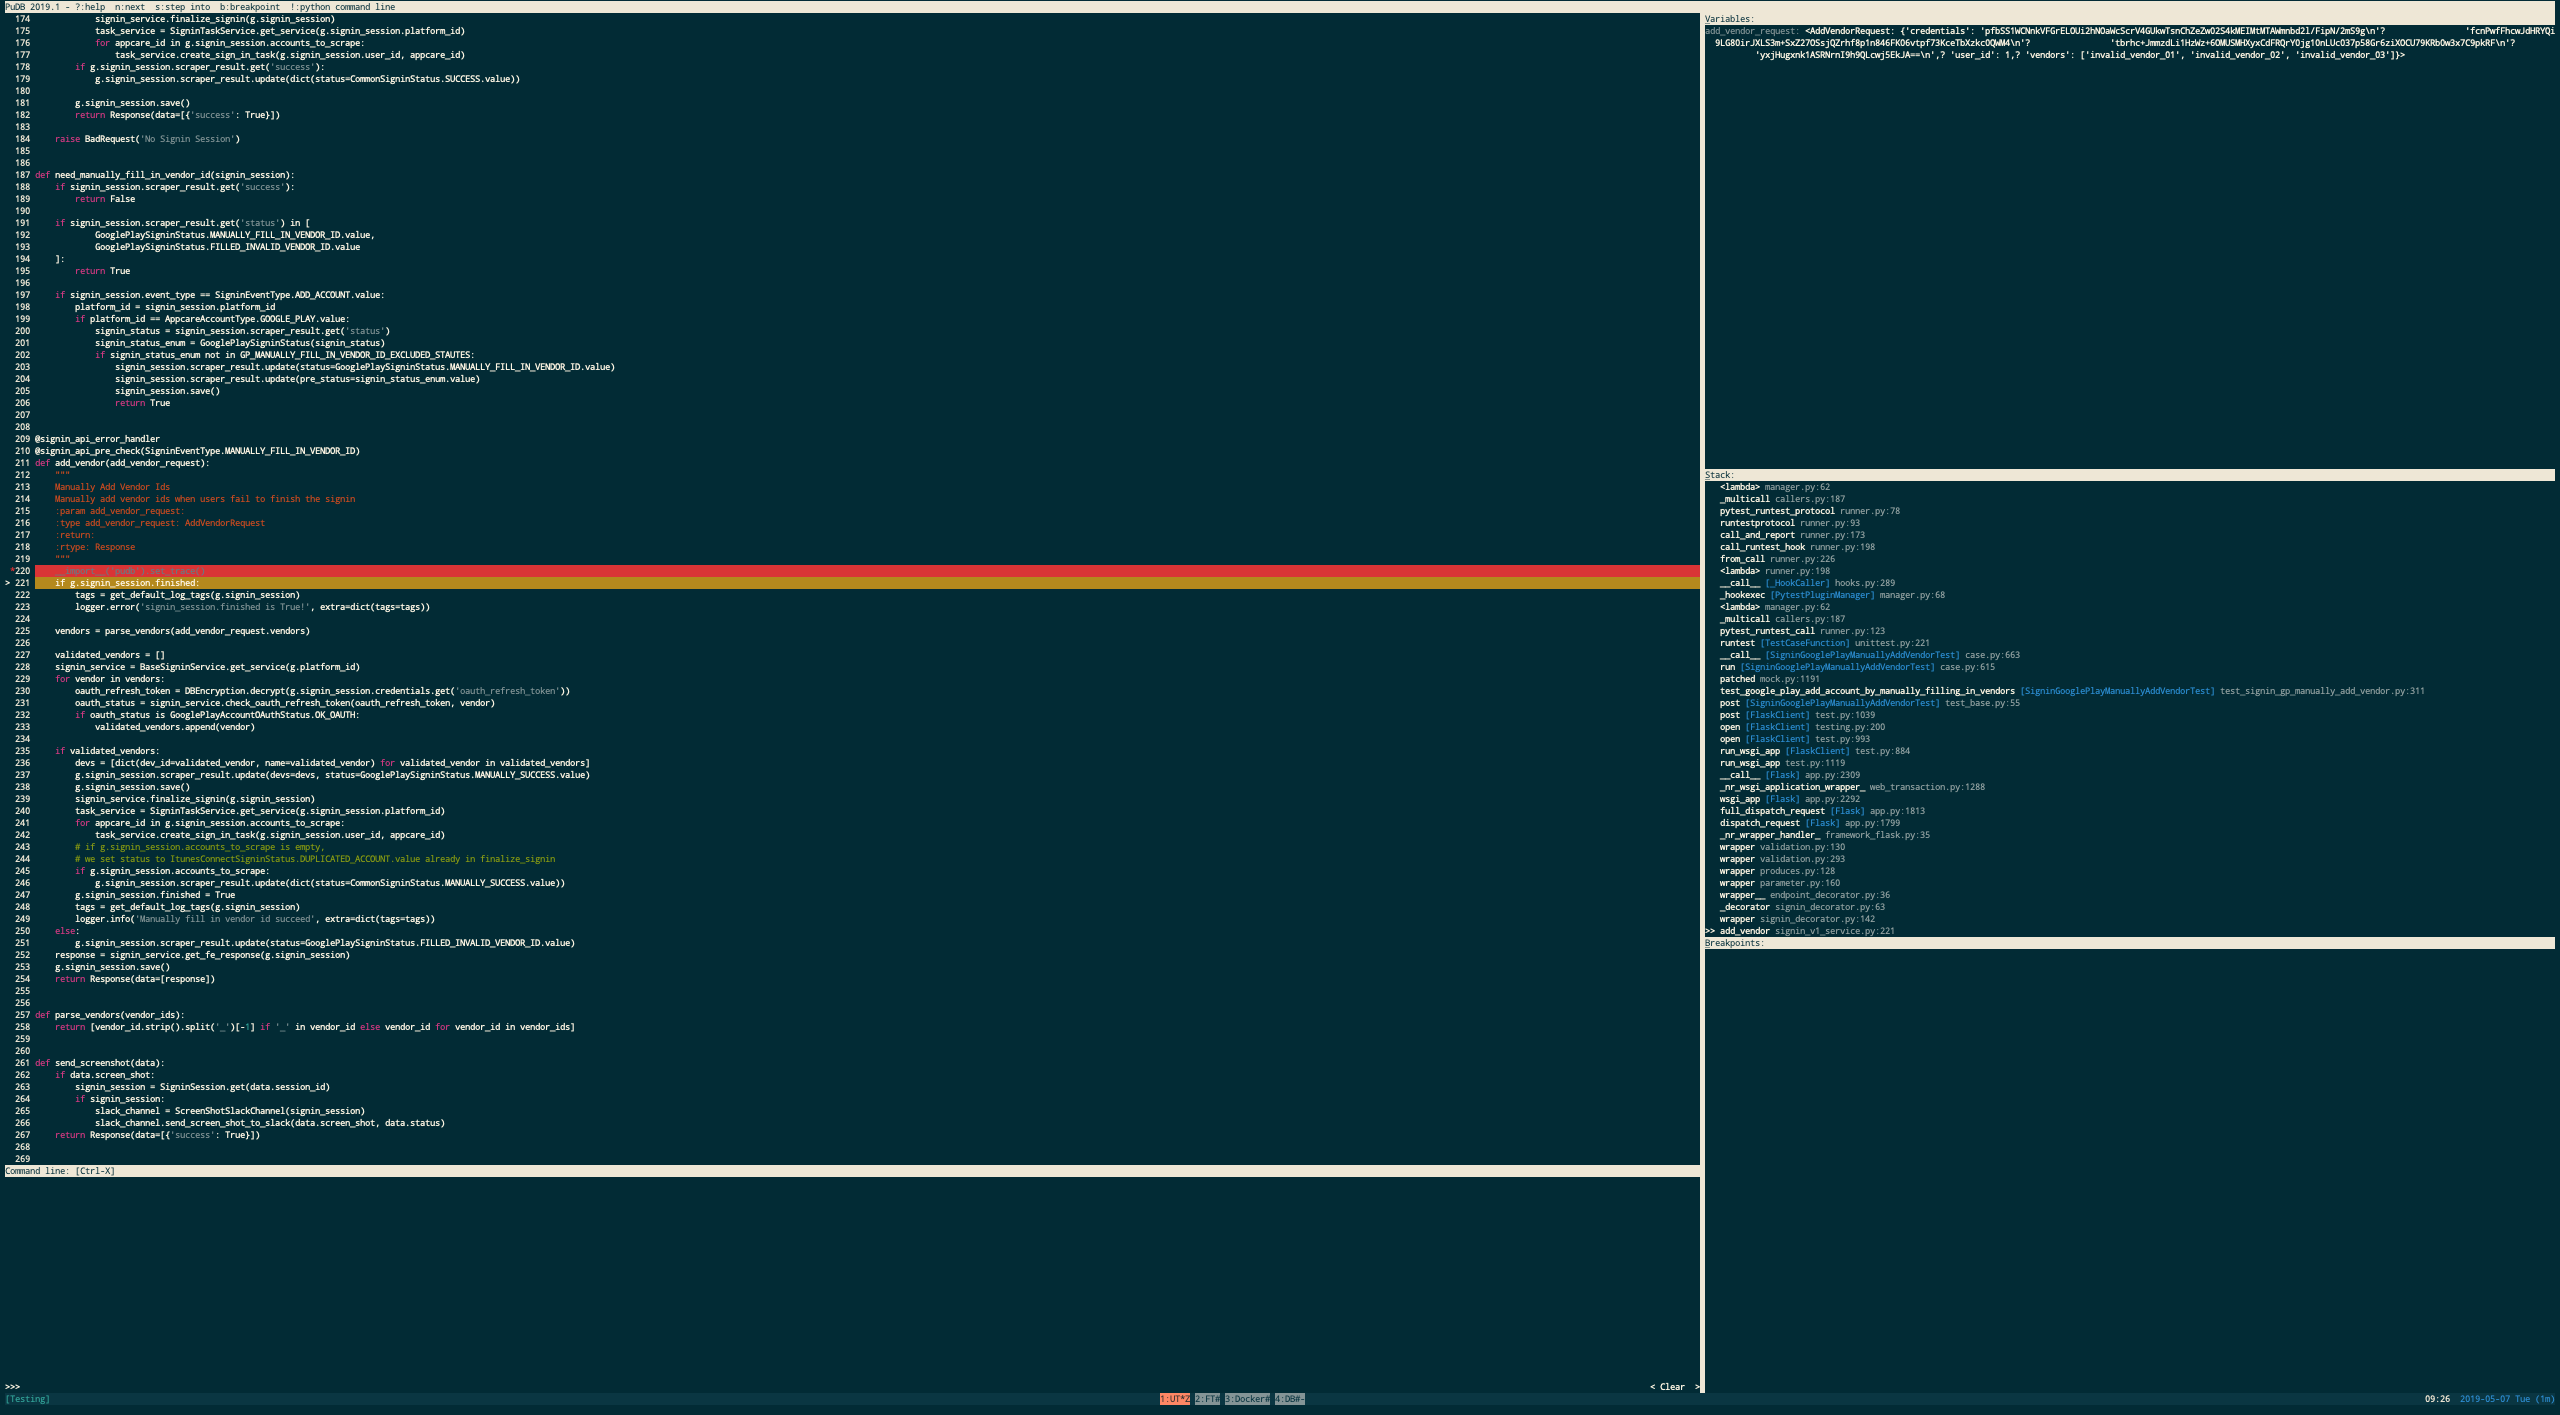 PuDB 2019.1 - ?:help  n:next  s:step into  b:breakpoint  !:python command line
174             signin_service.finalize_signin(g.signin_session)
175             task_service = SigninTaskService.get_service(g.signin_session.platform_id)
176             for appcare_id in g.signin_session.accounts_to_scrape:
177                 task_service.create_sign_in_task(g.signin_session.user_id, appcare_id)
178         if g.signin_session.scraper_result.get('success'):
179             g.signin_session.scraper_result.update(dict(status=CommonSigninStatus.SUCCESS.value))
180
181         g.signin_session.save()
182         return Response(data=[{'success': True}])
183
184     raise BadRequest('No Signin Session')
185
186
187 def need_manually_fill_in_vendor_id(signin_session):
188     if signin_session.scraper_result.get('success'):
189         return False
190
191     if signin_session.scraper_result.get('status') in [
192             GooglePlaySigninStatus.MANUALLY_FILL_IN_VENDOR_ID.value,
193             GooglePlaySigninStatus.FILLED_INVALID_VENDOR_ID.value
194     ]:
195         return True
196
197     if signin_session.event_type == SigninEventType.ADD_ACCOUNT.value:
198         platform_id = signin_session.platform_id
199         if platform_id == AppcareAccountType.GOOGLE_PLAY.value:
200             signin_status = signin_session.scraper_result.get('status')
201             signin_status_enum = GooglePlaySigninStatus(signin_status)
202             if signin_status_enum not in GP_MANUALLY_FILL_IN_VENDOR_ID_EXCLUDED_STAUTES:
203                 signin_session.scraper_result.update(status=GooglePlaySigninStatus.MANUALLY_FILL_IN_VENDOR_ID.value)
204                 signin_session.scraper_result.update(pre_status=signin_status_enum.value)
205                 signin_session.save()
206                 return True
207
208
209 @signin_api_error_handler
210 @signin_api_pre_check(SigninEventType.MANUALLY_FILL_IN_VENDOR_ID)
211 def add_vendor(add_vendor_request):
212     """
213     Manually Add Vendor Ids
214     Manually add vendor ids when users fail to finish the signin
215     :param add_vendor_request:
216     :type add_vendor_request: AddVendorRequest
217     :return:
218     :rtype: Response
219     """
*220
> 221     if g.signin_session.finished:
222         tags = get_default_log_tags(g.signin_session)
223         logger.error('signin_session.finished is True!', extra=dict(tags=tags))
224
225     vendors = parse_vendors(add_vendor_request.vendors)
226
227     validated_vendors = []
228     signin_service = BaseSigninService.get_service(g.platform_id)
229     for vendor in vendors:
230         oauth_refresh_token = DBEncryption.decrypt(g.signin_session.credentials.get('oauth_refresh_token'))
231         oauth_status = signin_service.check_oauth_refresh_token(oauth_refresh_token, vendor)
232         if oauth_status is GooglePlayAccountOAuthStatus.OK_OAUTH:
233             validated_vendors.append(vendor)
234
235     if validated_vendors:
236         devs = [dict(dev_id=validated_vendor, name=validated_vendor) for validated_vendor in validated_vendors]
237         g.signin_session.scraper_result.update(devs=devs, status=GooglePlaySigninStatus.MANUALLY_SUCCESS.value)
238         g.signin_session.save()
239         signin_service.finalize_signin(g.signin_session)
240         task_service = SigninTaskService.get_service(g.signin_session.platform_id)
241         for appcare_id in g.signin_session.accounts_to_scrape:
242             task_service.create_sign_in_task(g.signin_session.user_id, appcare_id)
243         # if g.signin_session.accounts_to_scrape is empty,
244         # we set status to ItunesConnectSigninStatus.DUPLICATED_ACCOUNT.value already in finalize_signin
245         if g.signin_session.accounts_to_scrape:
246             g.signin_session.scraper_result.update(dict(status=CommonSigninStatus.MANUALLY_SUCCESS.value))
247         g.signin_session.finished = True
248         tags = get_default_log_tags(g.signin_session)
249         logger.info('Manually fill in vendor id succeed', extra=dict(tags=tags))
250     else:
251         g.signin_session.scraper_result.update(status=GooglePlaySigninStatus.FILLED_INVALID_VENDOR_ID.value)
252     response = signin_service.get_fe_response(g.signin_session)
253     g.signin_session.save()
254     return Response(data=[response])
255
256
257 def parse_vendors(vendor_ids):
258     return [vendor_id.strip().split('_')[-1] if '_' in vendor_id else vendor_id for vendor_id in vendor_ids]
259
260
261 def send_screenshot(data):
262     if data.screen_shot:
263         signin_session = SigninSession.get(data.session_id)
264         if signin_session:
265             slack_channel = ScreenShotSlackChannel(signin_session)
266             slack_channel.send_screen_shot_to_slack(data.screen_shot, data.status)
267     return Response(data=[{'success': True}])
268
269
Command line: [Ctrl-X]
>>>
< Clear  >
Variables:
add_vendor_request: <AddVendorRequest: {'credentials': 'pfbSS1WCNnkVFGrELOUi2hNOaWcScrV4GUkwTsnChZeZwO2S4kMEIMtMTAWmnbd2l/FipN/2mS9g\n'? 'fcnPwfFhcwJdHRYQi
9LG80irJXLS3m+SxZ27OSsjQZrhf8p1n846FK06vtpf73KceTbXzkcOQWM4\n'? 'tbrhc+JmmzdLi1HzWz+6OMUSMHXyxCdFRQrY0jg10nLUc037p58Gr6ziXOCU79KRbOw3x7C9pkRF\n'?
'yxjHugxnk1ASRNrnI9h9QLcwj5EkJA==\n',? 'user_id': 1,? 'vendors': ['invalid_vendor_01', 'invalid_vendor_02', 'invalid_vendor_03']}>
Stack:
<lambda> manager.py:62
_multicall callers.py:187
pytest_runtest_protocol runner.py:78
runtestprotocol runner.py:93
call_and_report runner.py:173
call_runtest_hook runner.py:198
from_call runner.py:226
<lambda> runner.py:198
__call__ [_HookCaller] hooks.py:289
_hookexec [PytestPluginManager] manager.py:68
<lambda> manager.py:62
_multicall callers.py:187
pytest_runtest_call runner.py:123
runtest [TestCaseFunction] unittest.py:221
__call__ [SigninGooglePlayManuallyAddVendorTest] case.py:663
run [SigninGooglePlayManuallyAddVendorTest] case.py:615
patched mock.py:1191
test_google_play_add_account_by_manually_filling_in_vendors [SigninGooglePlayManuallyAddVendorTest] test_signin_gp_manually_add_vendor.py:311
post [SigninGooglePlayManuallyAddVendorTest] test_base.py:55
post [FlaskClient] test.py:1039
open [FlaskClient] testing.py:200
open [FlaskClient] test.py:993
run_wsgi_app [FlaskClient] test.py:884
run_wsgi_app test.py:1119
__call__ [Flask] app.py:2309
_nr_wsgi_application_wrapper_ web_transaction.py:1288
wsgi_app [Flask] app.py:2292
full_dispatch_request [Flask] app.py:1813
dispatch_request [Flask] app.py:1799
_nr_wrapper_handler_ framework_flask.py:35
wrapper validation.py:130
wrapper validation.py:293
wrapper produces.py:128
wrapper parameter.py:160
wrapper__ endpoint_decorator.py:36
_decorator signin_decorator.py:63
wrapper signin_decorator.py:142
>> add_vendor signin_v1_service.py:221
Breakpoints:
[Testing]
1:UT*Z 2:FT# 3:Docker# 4:DB#-
09:26  2019-05-07 Tue (1m)